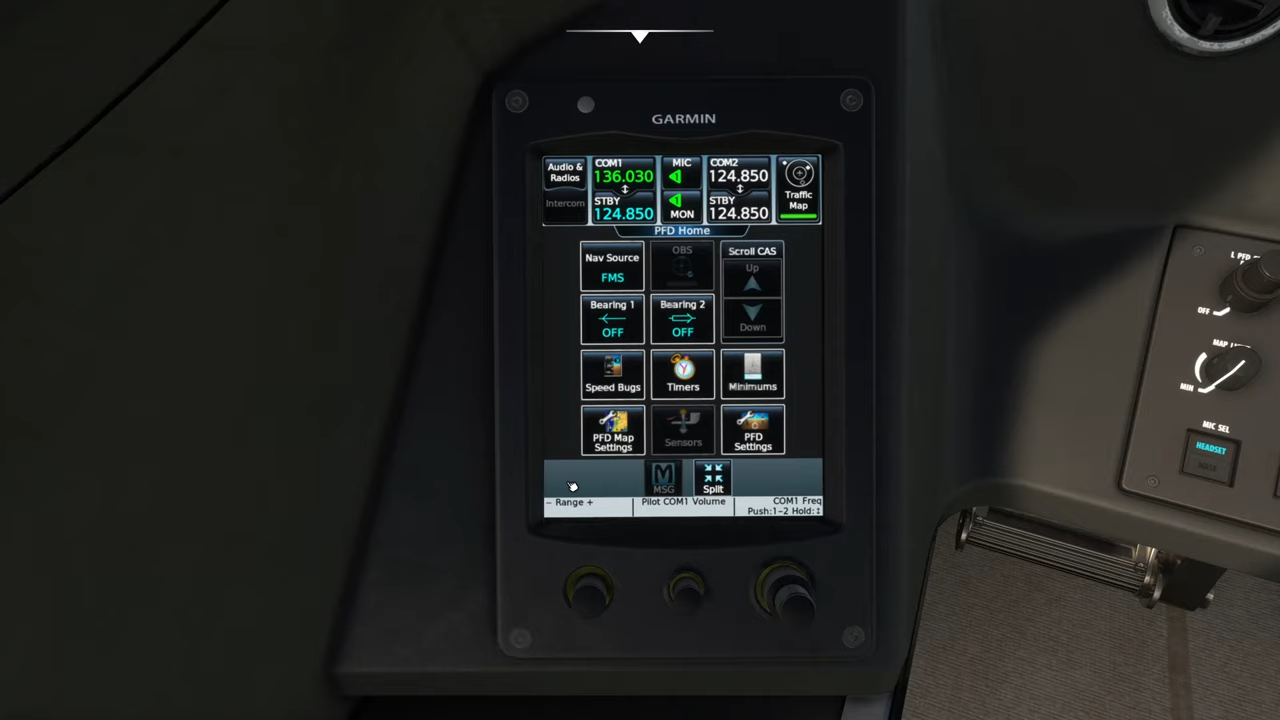 GARMIN
Audio & Radios
Intercom
COM1
136.030
STBY
124.850
MIC
MON
COM2
124.850
STBY
124.850
Traffic Map
PFD Home
Nav Source
FMS
OBS
Scroll CAS
Up
Down
Bearing 1
OFF
Bearing 2
OFF
Speed Bugs
Timers
Minimums
PFD Map Settings
Sensors
PFD Settings
MSG
Split
- Range +
Pilot COM1 Volume
COM1 Freq
Push:1-2 Hold:↕
L PFD
OFF
MAP
MIN
MIC SEL
HEADSET
MASK